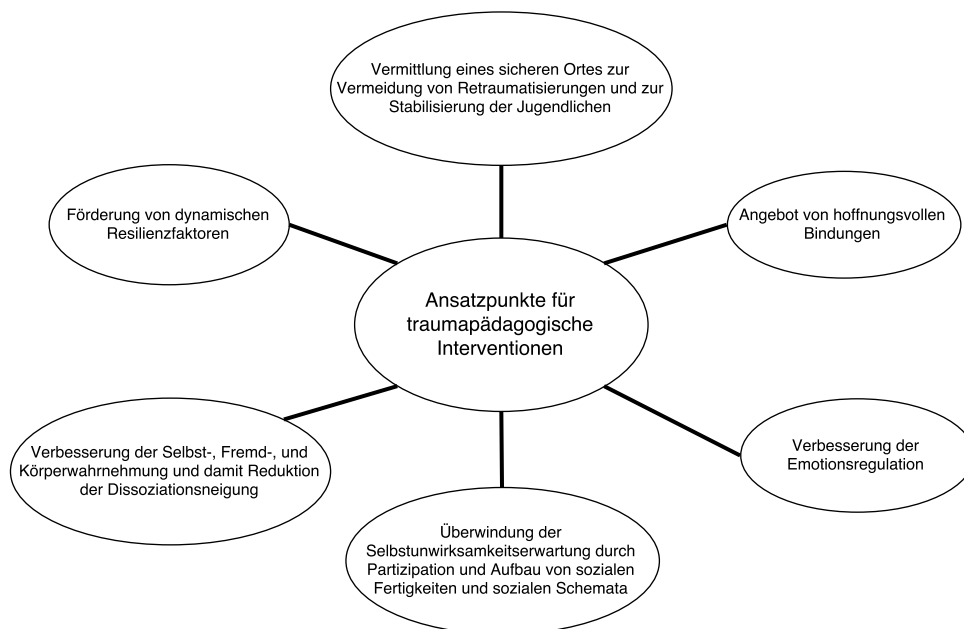 Vermittlung eines sicheren Ortes zur
Vermeidung von Retraumatisierungen und zur
Stabilisierung der Jugendlichen
Förderung von dynamischen
Resilienzfaktoren
Angebot von hoffnungsvollen
Bindungen
Ansatzpunkte für
traumapädagogische
Interventionen
Verbesserung der Selbst-, Fremd-, und
Körperwahrnehmung und damit Reduktion
der Dissoziationsneigung
Verbesserung der
Emotionsregulation
Überwindung der
Selbstunwirksamkeitserwartung durch
Partizipation und Aufbau von sozialen
Fertigkeiten und sozialen Schemata